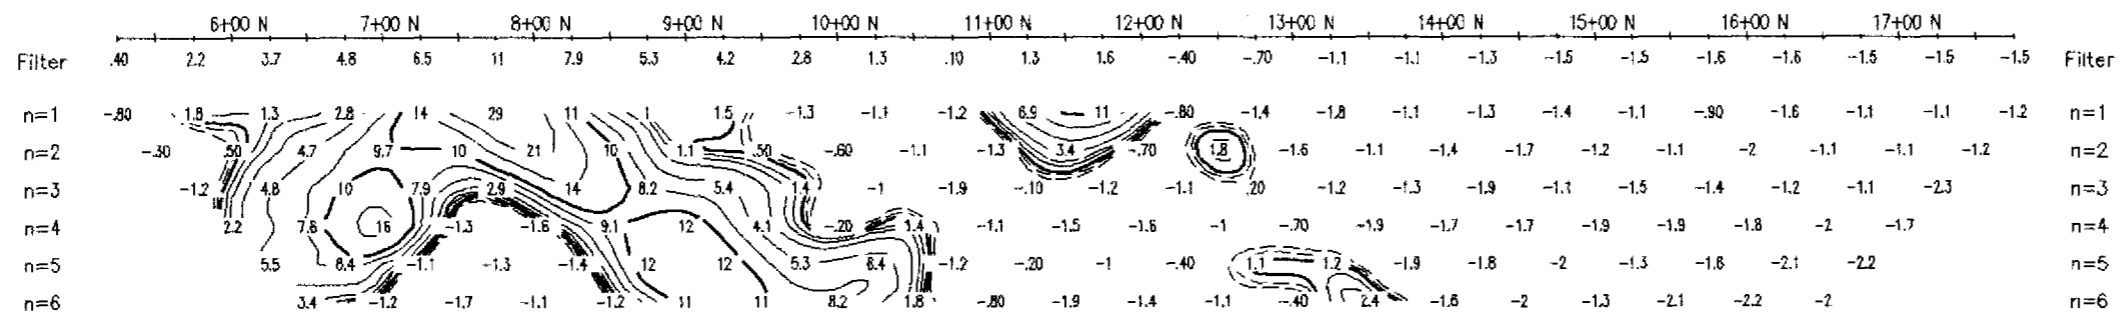 6+00 N 7+00 N 8+00 N 9+00 N 10+00 N 11+00 N 12+00 N 13+00 N 14+00 N 15+00 N 16+00 N 17+00 N
Filter .40 2.2 3.7 4.8 6.5 11 7.9 5.3 4.2 2.8 1.3 .10 1.3 1.6 -.40 -.70 -1.1 -1.1 -1.3 -1.5 -1.5 -1.6 -1.6 -1.5 -1.5 -1.5 Filter
n=1 -.80 1.8 1.3 2.8 14 29 11 1 1.5 -1.3 -1.1 -1.2 6.9 11 -.80 -1.4 -1.8 -1.1 -1.3 -1.4 -1.1 -.90 -1.6 -1.1 -1.1 -1.2 n=1
n=2 -.30 .50 4.7 9.7 10 21 10 1.1 .50 -.60 -1.1 -1.3 3.4 -.70 1.8 -1.6 -1.1 -1.4 -1.7 -1.2 -1.1 -2 -1.1 -1.1 -1.2 n=2
n=3 -1.2 4.8 10 7.9 2.9 14 8.2 5.4 1.4 -1 -1.9 -.10 -1.2 -1.1 .20 -1.2 -1.3 -1.9 -1.1 -1.5 -1.4 -1.2 -1.1 -2.3 n=3
n=4 2.2 7.8 16 -1.3 -1.6 9.1 12 4.1 -.20 1.4 -1.1 -1.5 -1.6 -1 -.70 -1.9 -1.7 -1.7 -1.9 -1.9 -1.8 -2 -1.7 n=4
n=5 5.5 8.4 -1.1 -1.3 -1.4 12 12 5.3 8.4 -1.2 -.20 -1 -.40 1.1 1.2 -1.9 -1.8 -2 -1.3 -1.8 -2.1 -2.2 n=5
n=6 3.4 -1.2 -1.7 -1.1 -1.2 11 11 8.2 1.8 -.80 -1.9 -1.4 -1.1 -.40 2.4 -1.6 -2 -1.3 -2.1 -2.2 -2 n=6